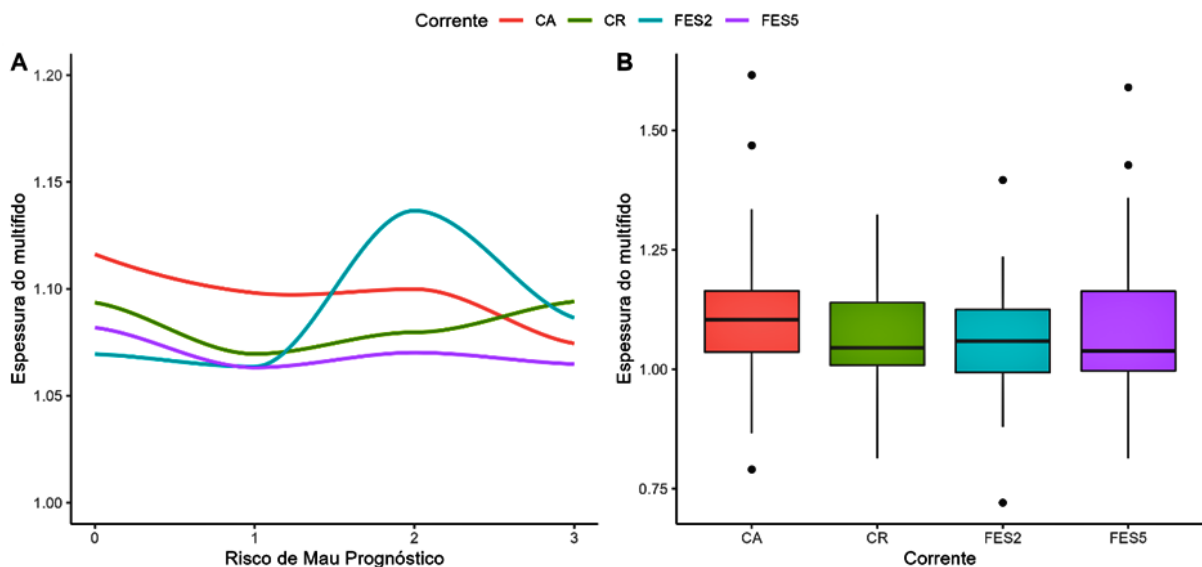 Corrente CA CR FES2 FES5
A
Espessura do multífido
1.20
1.15
1.10
1.05
1.00
0 1 2 3
Risco de Mau Prognóstico
B
Espessura do multífido
1.50
1.25
1.00
0.75
CA CR FES2 FES5
Corrente